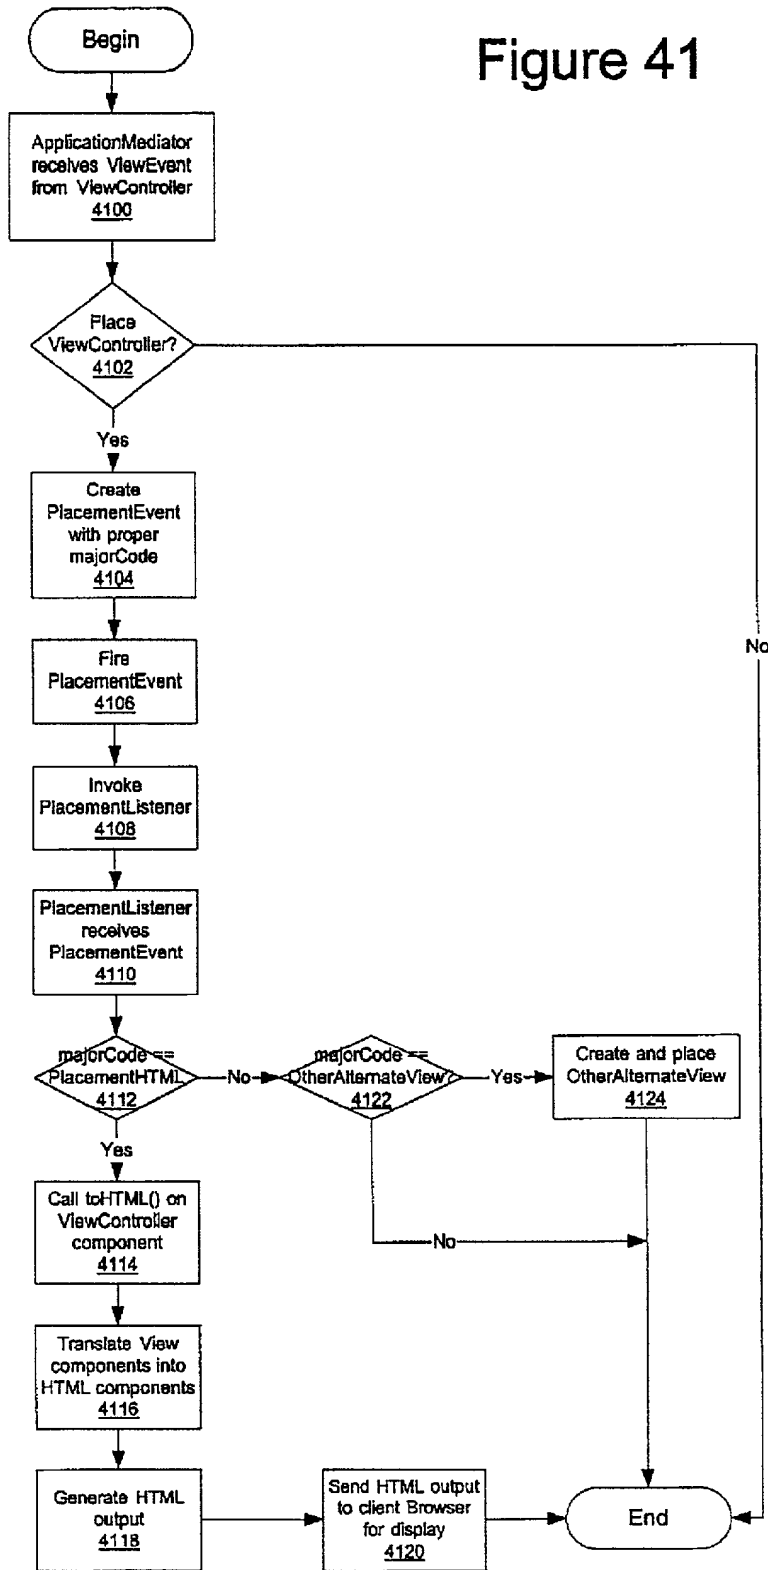 Begin
Figure 41
ApplicationMediator
receives ViewEvent
from ViewController
4100
Place
ViewController?
4102
Yes
No
Create
PlacementEvent
with proper
majorCode
4104
Fire
PlacementEvent
4106
Invoke
PlacementListener
4108
PlacementListener
receives
PlacementEvent
4110
majorCode ==
PlacementHTML
4112
No
majorCode ==
OtherAlternateView?
4122
Yes
Create and place
OtherAlternateView
4124
Yes
No
Call toHTML() on
ViewController
component
4114
Translate View
components into
HTML components
4116
Generate HTML
output
4118
Send HTML output
to client Browser
for display
4120
End